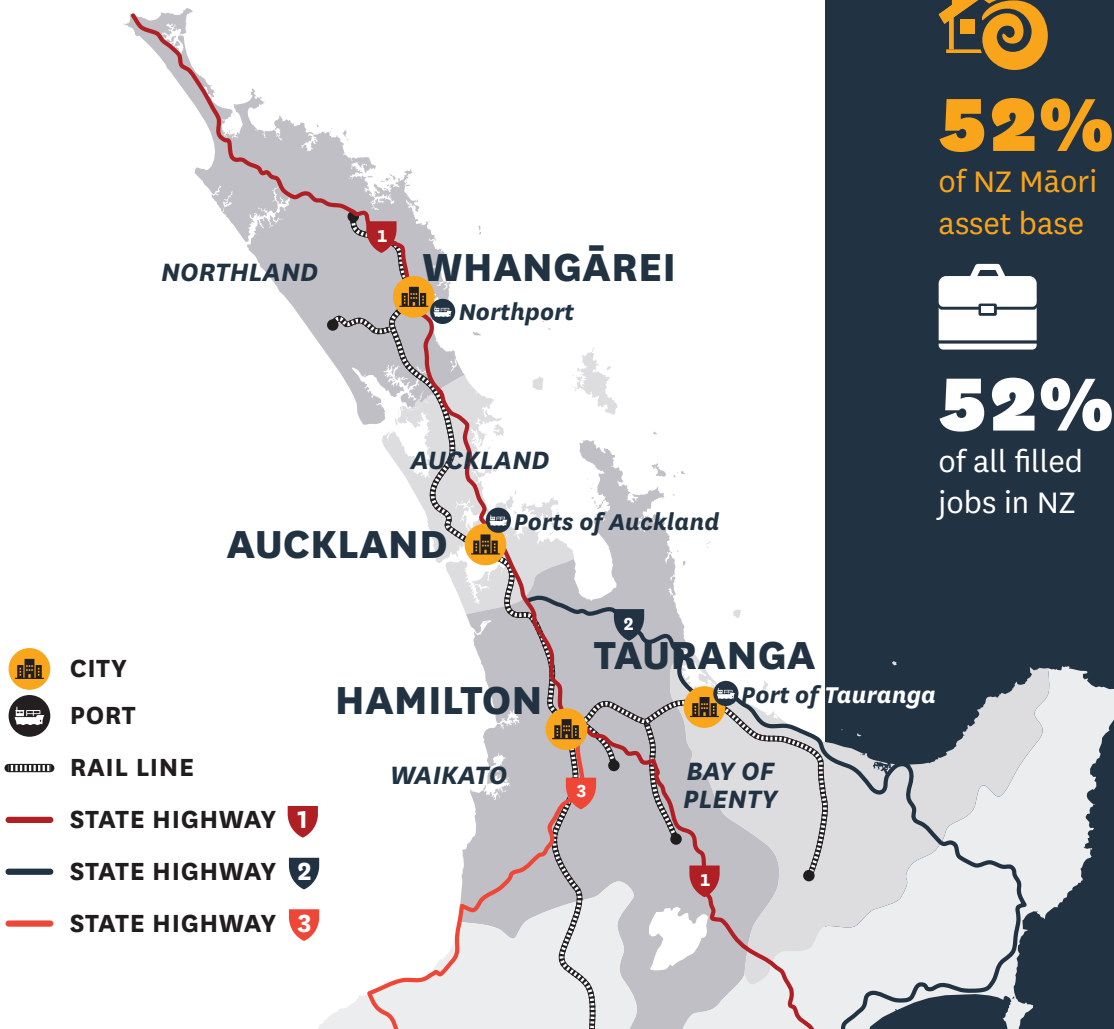 52%
of NZ Māori
asset base
1
NORTHLAND
WHANGĀREI
Northport
52%
of all filled
jobs in NZ
AUCKLAND
Ports of Auckland
AUCKLAND
2
TAURANGA
Port of Tauranga
HAMILTON
WAIKATO
BAY OF
PLENTY
3
1
CITY
PORT
RAIL LINE
STATE HIGHWAY 1
STATE HIGHWAY 2
STATE HIGHWAY 3